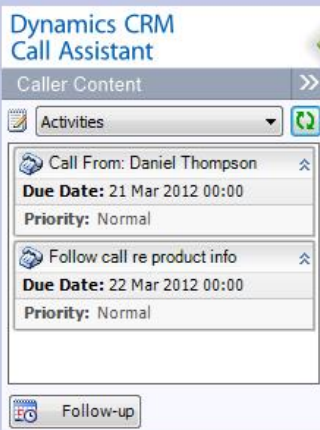 Dynamics CRM
Call Assistant
Caller Content
Activities
Call From: Daniel Thompson
Due Date: 21 Mar 2012 00:00
Priority: Normal
Follow call re product info
Due Date: 22 Mar 2012 00:00
Priority: Normal
Follow-up